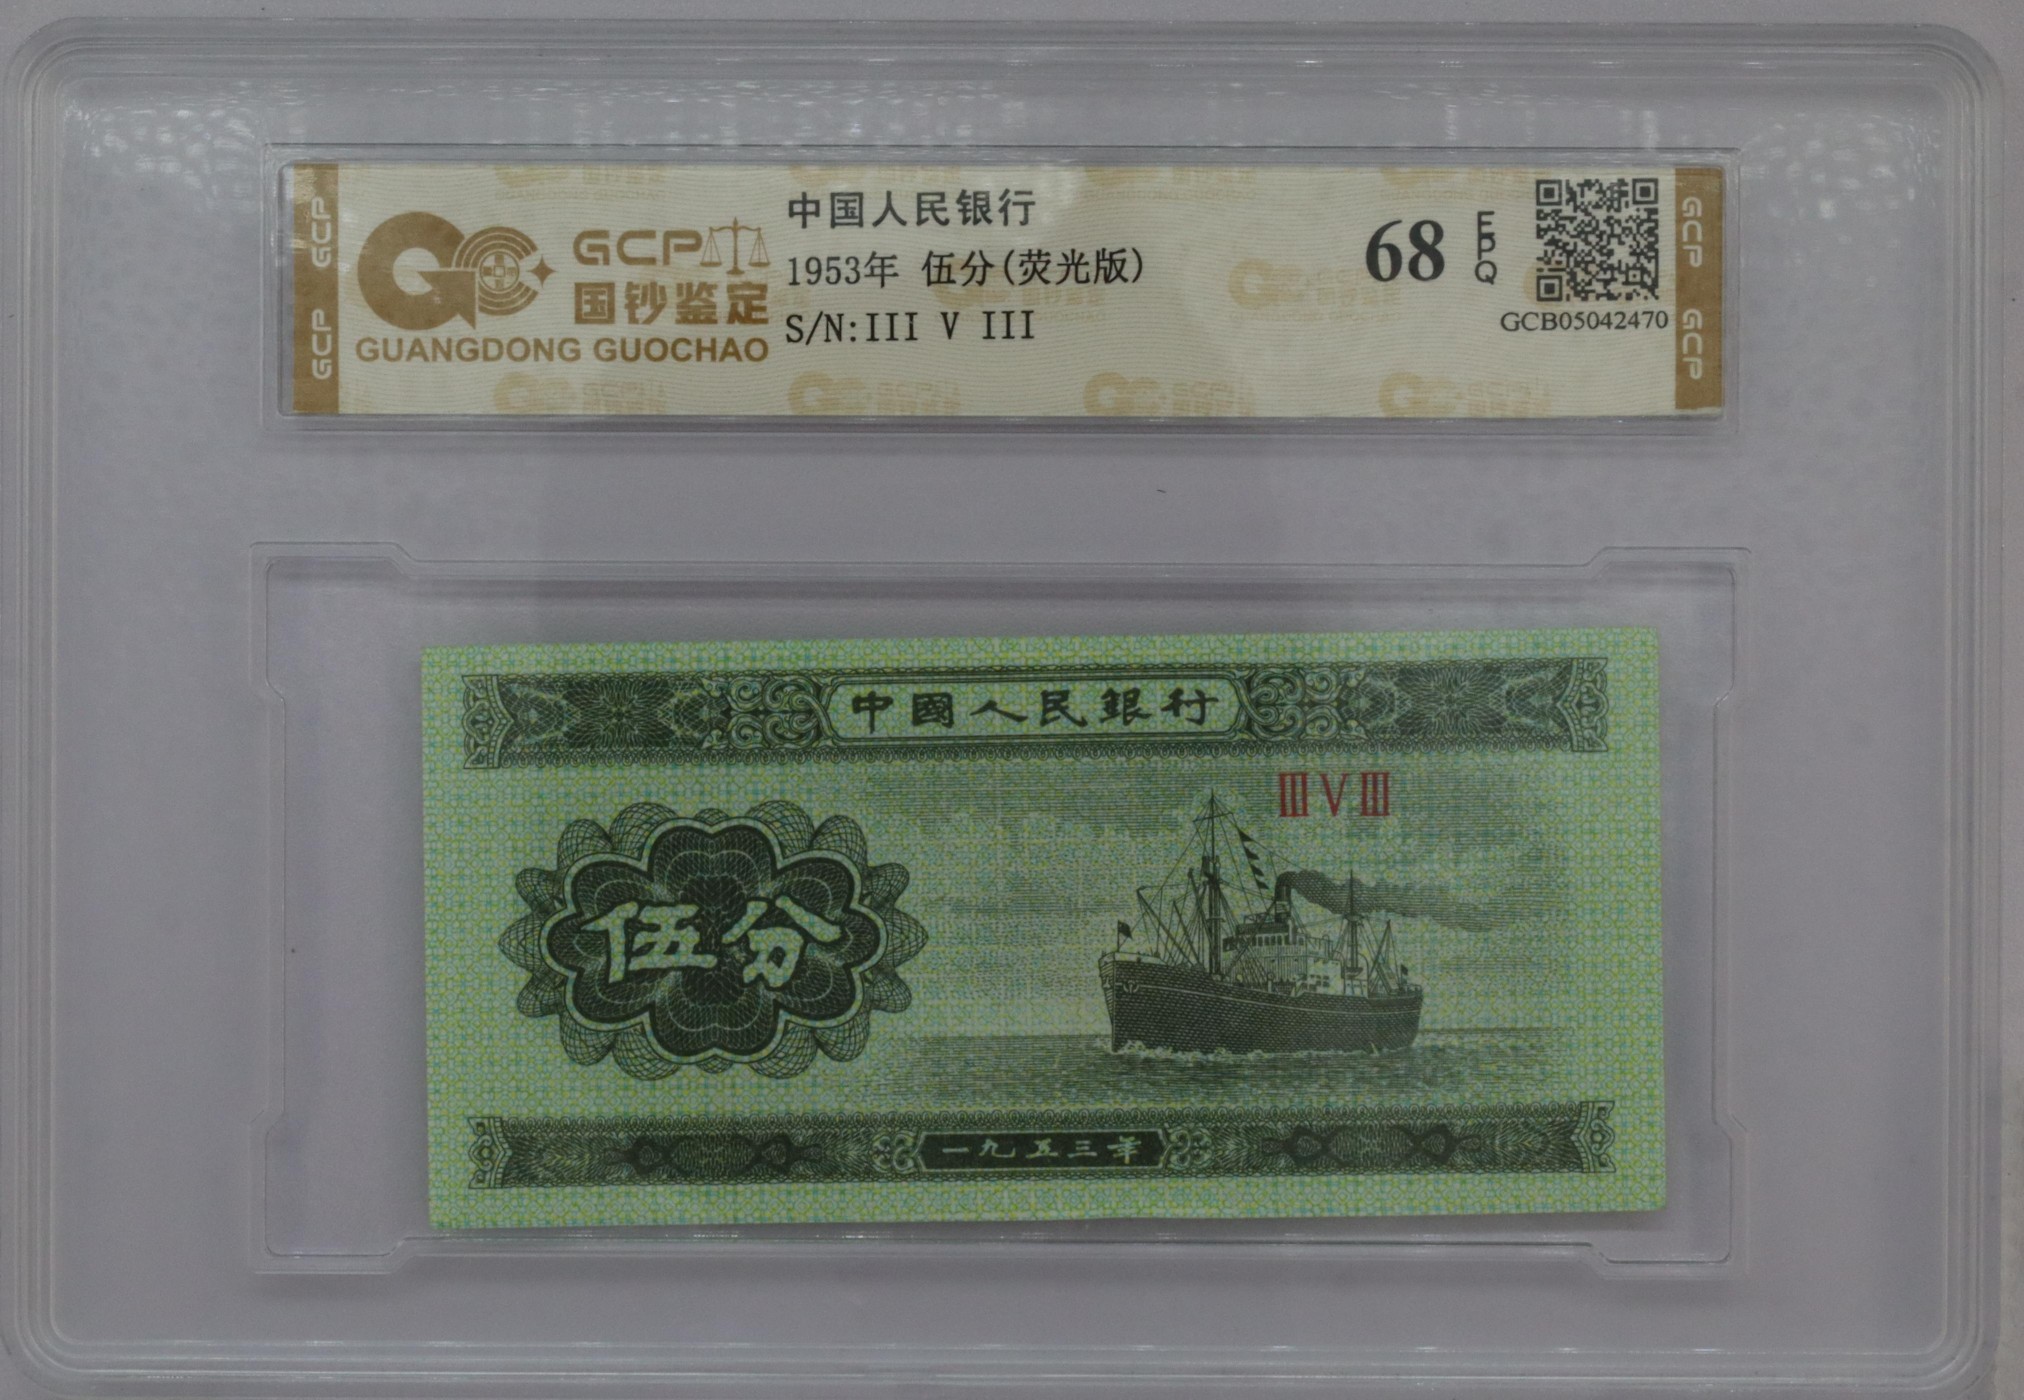 中国人民银行
1953年 伍分(荧光版)
S/N:III V III
GCP
国钞鉴定
GUANGDONG GUOCHAO
68
EPQ
GCB05042470
GCP
GCP
GCP
GCP
中國人民銀行
ⅢⅤⅢ
伍分
一九五三年